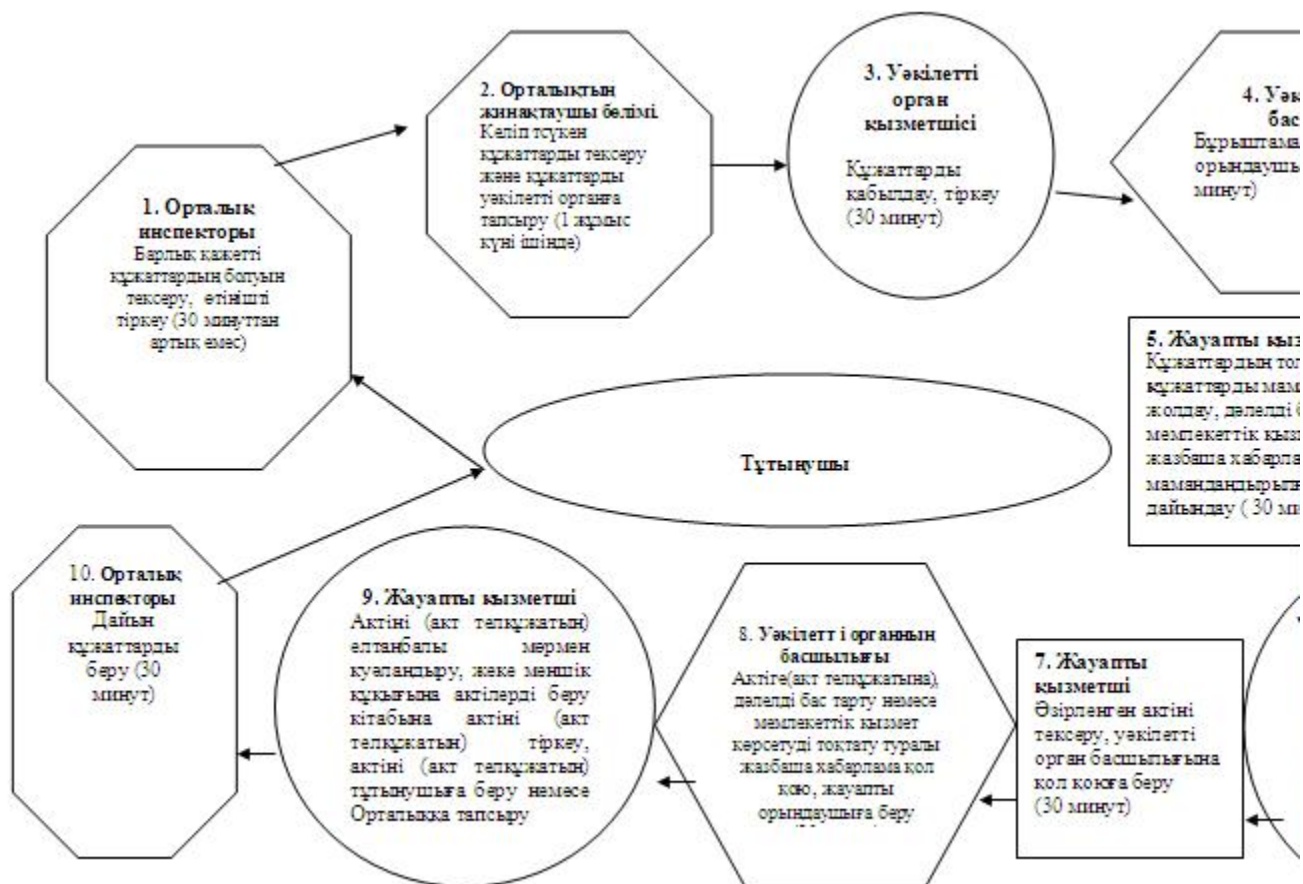 1. Орталық
инспекторы
Барлық қажетті
құжаттардың болуын
тексеру, өтінішті
тіркеу (30 минуттан
артық емес)
2. Орталықтың
жинақтаушы бөлімі.
Келіп тсүкен
құжаттарды тексеру
және құжаттарды
уәкілетті органға
тапсыру (1 жұмыс
күні ішінде)
3. Уәкілетті
орган
қызметшісі
Құжаттарды
қабылдау, тіркеу
(30 минут)
4. Уәк
бас
Бұрыштама
орындаушы
минут)
5. Жауапты қыз
Құжаттардың тол
құжаттарды мам
жолдау, дәлелді б
мемлекеттік қызм
жазбаша хабарла
мамандандырылғ
дайындау ( 30 ми
Тұтынушы
7. Жауапты
қызметші
Әзірленген актіні
тексеру, уәкілетті
орган басшылығына
қол қоюға беру
(30 минут)
8. Уәкілетт і органның
басшылығы
Актіге(акт телқұжатына),
дәлелді бас тарту немесе
мемлекеттік қызмет
көрсетуді тоқтату туралы
жазбаша хабарлама қол
қою, жауапты
орындаушыға беру
9. Жауапты қызметші
Актіні (акт телқұжатын)
елтаңбалы мөрмен
куәландыру, жеке меншік
құқығына актілерді беру
кітабына актіні (акт
телқұжатын) тіркеу,
актіні (акт телқұжатын)
тұтынушыға беру немесе
Орталыққа тапсыру
10. Орталық
инспекторы
Дайын
құжаттарды
беру (30
минут)